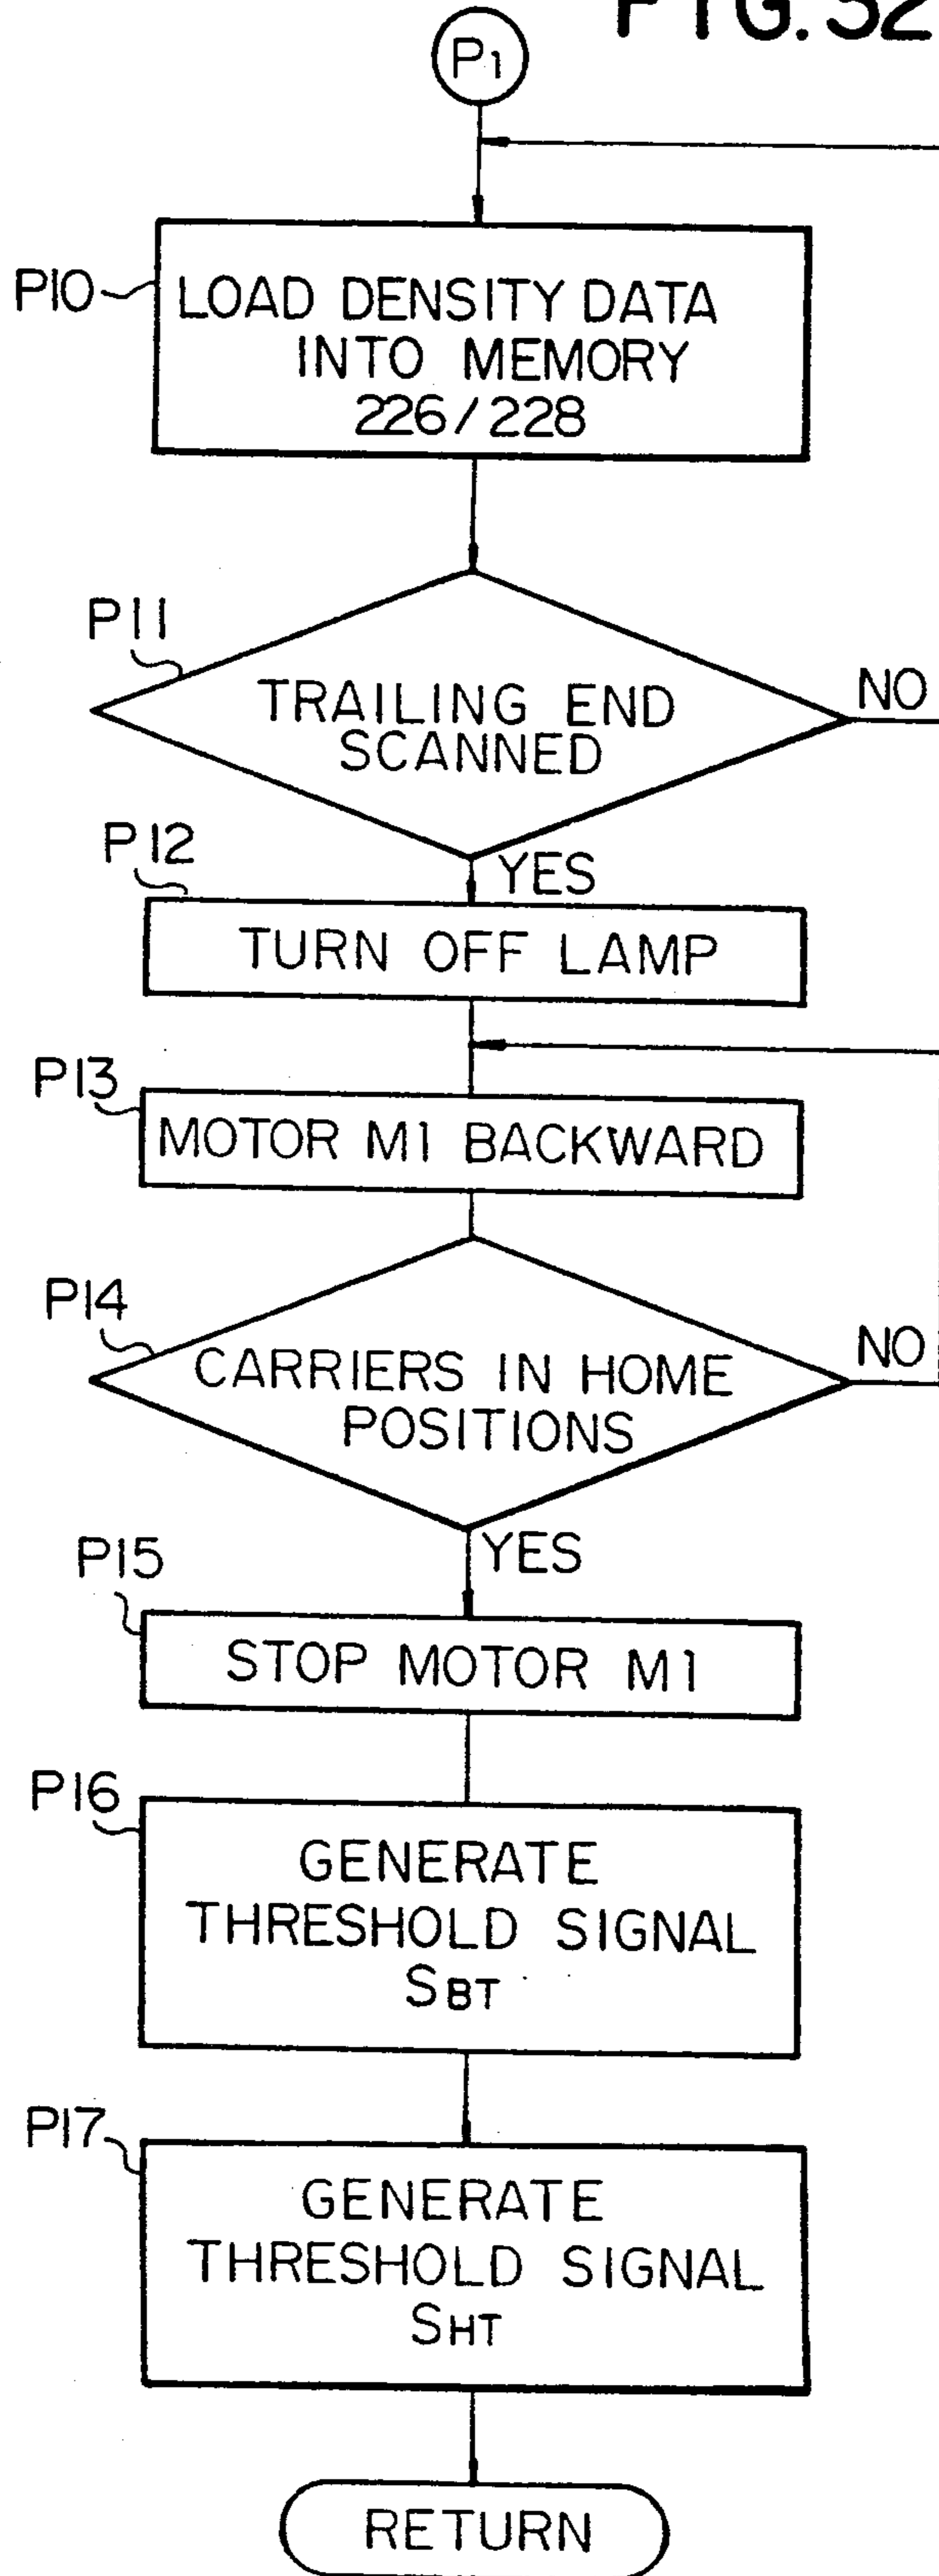 FIG. 32
P1
P10
LOAD DENSITY DATA
INTO MEMORY
226/228
P11
TRAILING END
SCANNED
NO
P12
YES
TURN OFF LAMP
P13
MOTOR M1 BACKWARD
P14
CARRIERS IN HOME
POSITIONS
NO
P15
YES
STOP MOTOR M1
P16
GENERATE
THRESHOLD SIGNAL
SBT
P17
GENERATE
THRESHOLD SIGNAL
SHT
RETURN